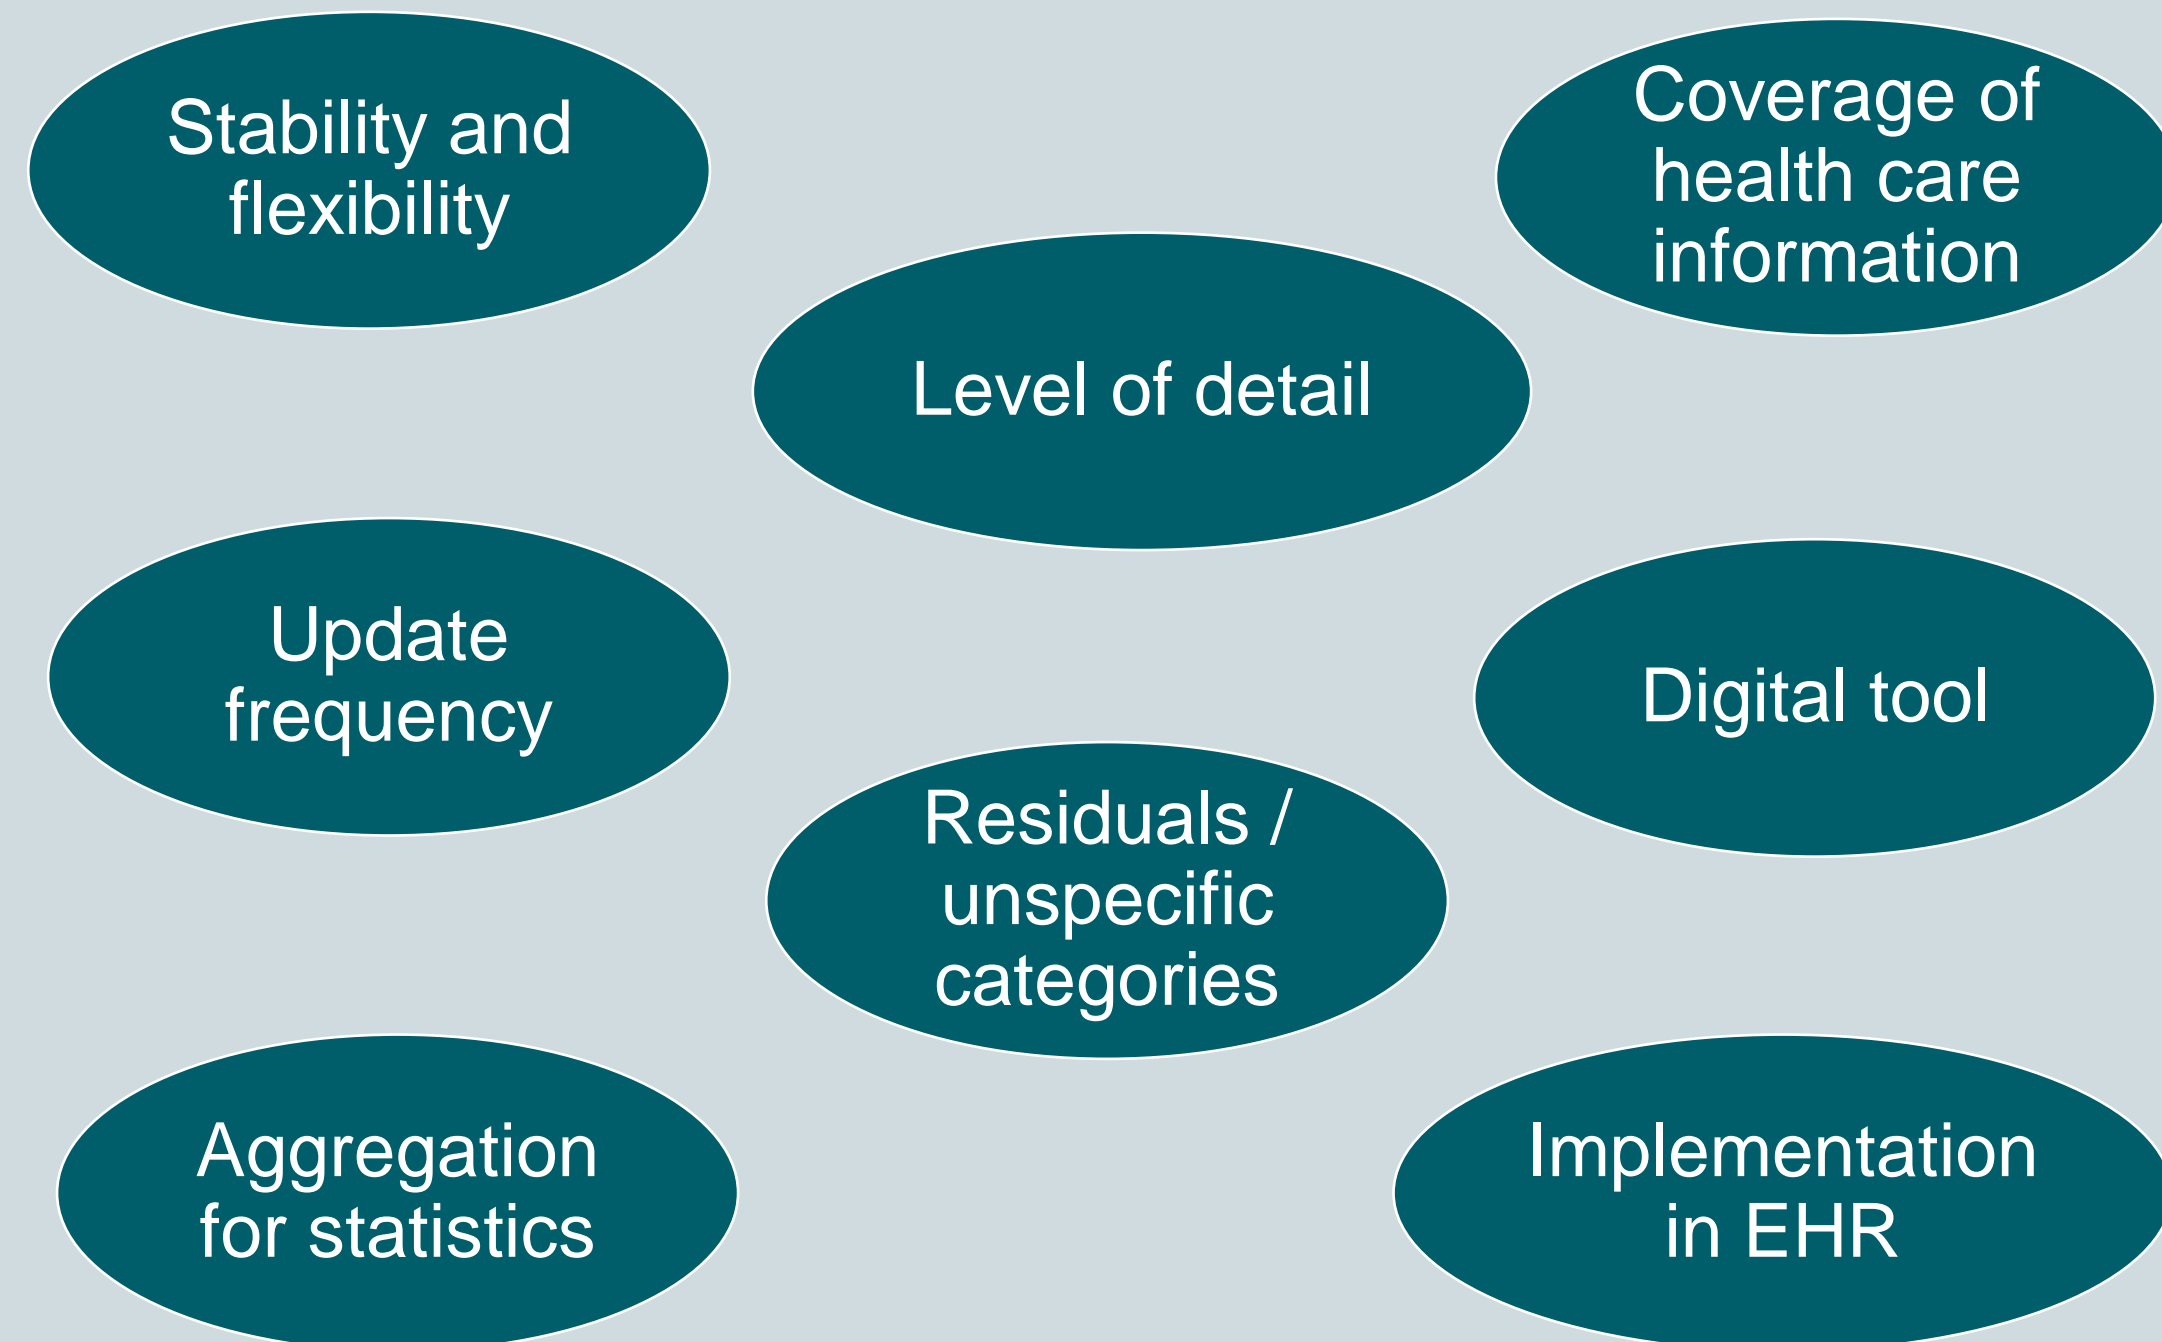 Stability and
flexibility
Coverage of
health care
information
Level of detail
Update
frequency
Digital tool
Residuals /
unspecific
categories
Aggregation
for statistics
Implementation
in EHR